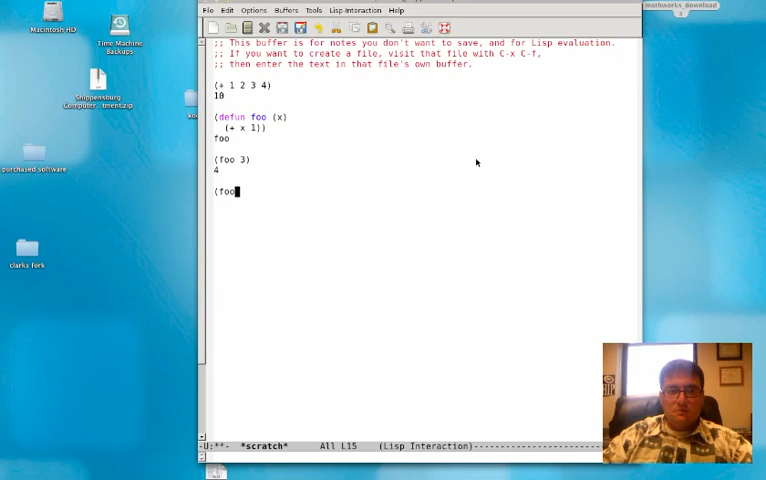 mathworks_download
Macintosh HD
Time Machine
Backups
Shippensburg
Computer ...tment.zip
purchased software
clarks fork
File Edit Options Buffers Tools Lisp-Interaction Help
;; This buffer is for notes you don't want to save, and for Lisp evaluation.
;; If you want to create a file, visit that file with C-x C-f,
;; then enter the text in that file's own buffer.
(+ 1 2 3 4)
10
(defun foo (x)
(+ x 1))
foo
(foo 3)
4
(foo
-U:**- *scratch* All L15 (Lisp Interaction)